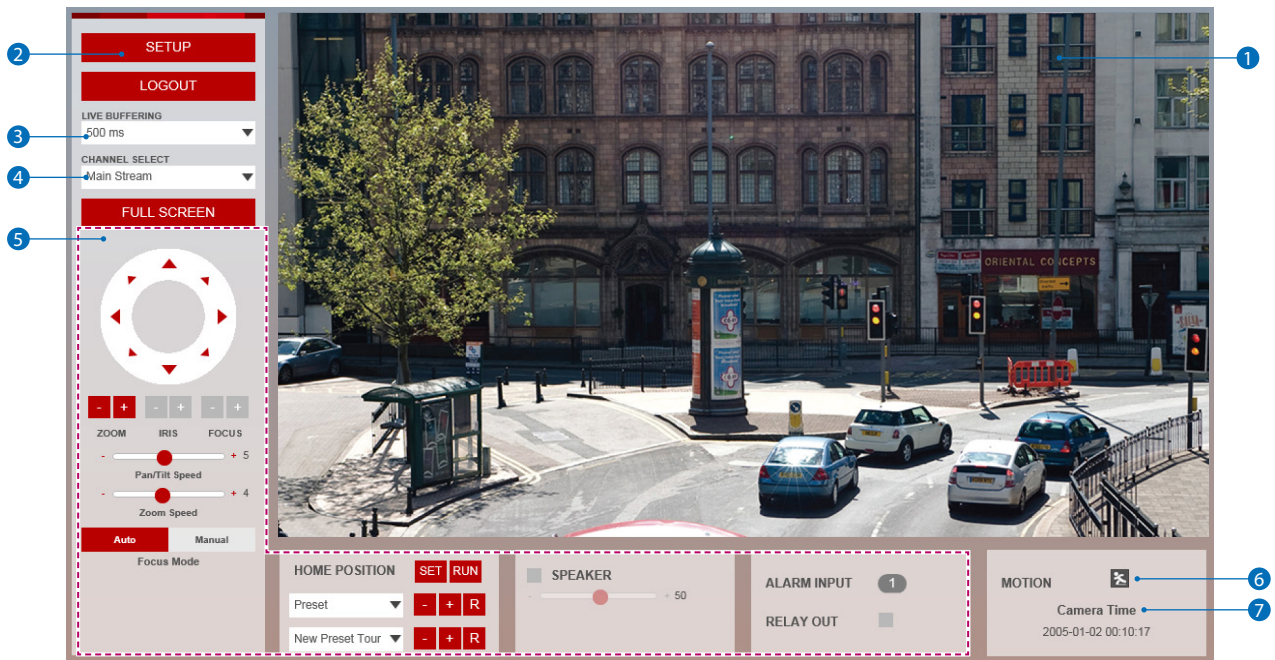 SETUP
2
1
LOGOUT
LIVE BUFFERING
3
500 ms
CHANNEL SELECT
4
Main Stream
FULL SCREEN
5
ORIENTAL CONCEPTS
- + - + - +
ZOOM IRIS FOCUS
- + 5
Pan/Tilt Speed
- + 4
Zoom Speed
Auto Manual
Focus Mode
HOME POSITION SET RUN
Preset - + R
New Preset Tour - + R
SPEAKER
- + 50
ALARM INPUT 1
RELAY OUT
MOTION
6
Camera Time
7
2005-01-02 00:10:17